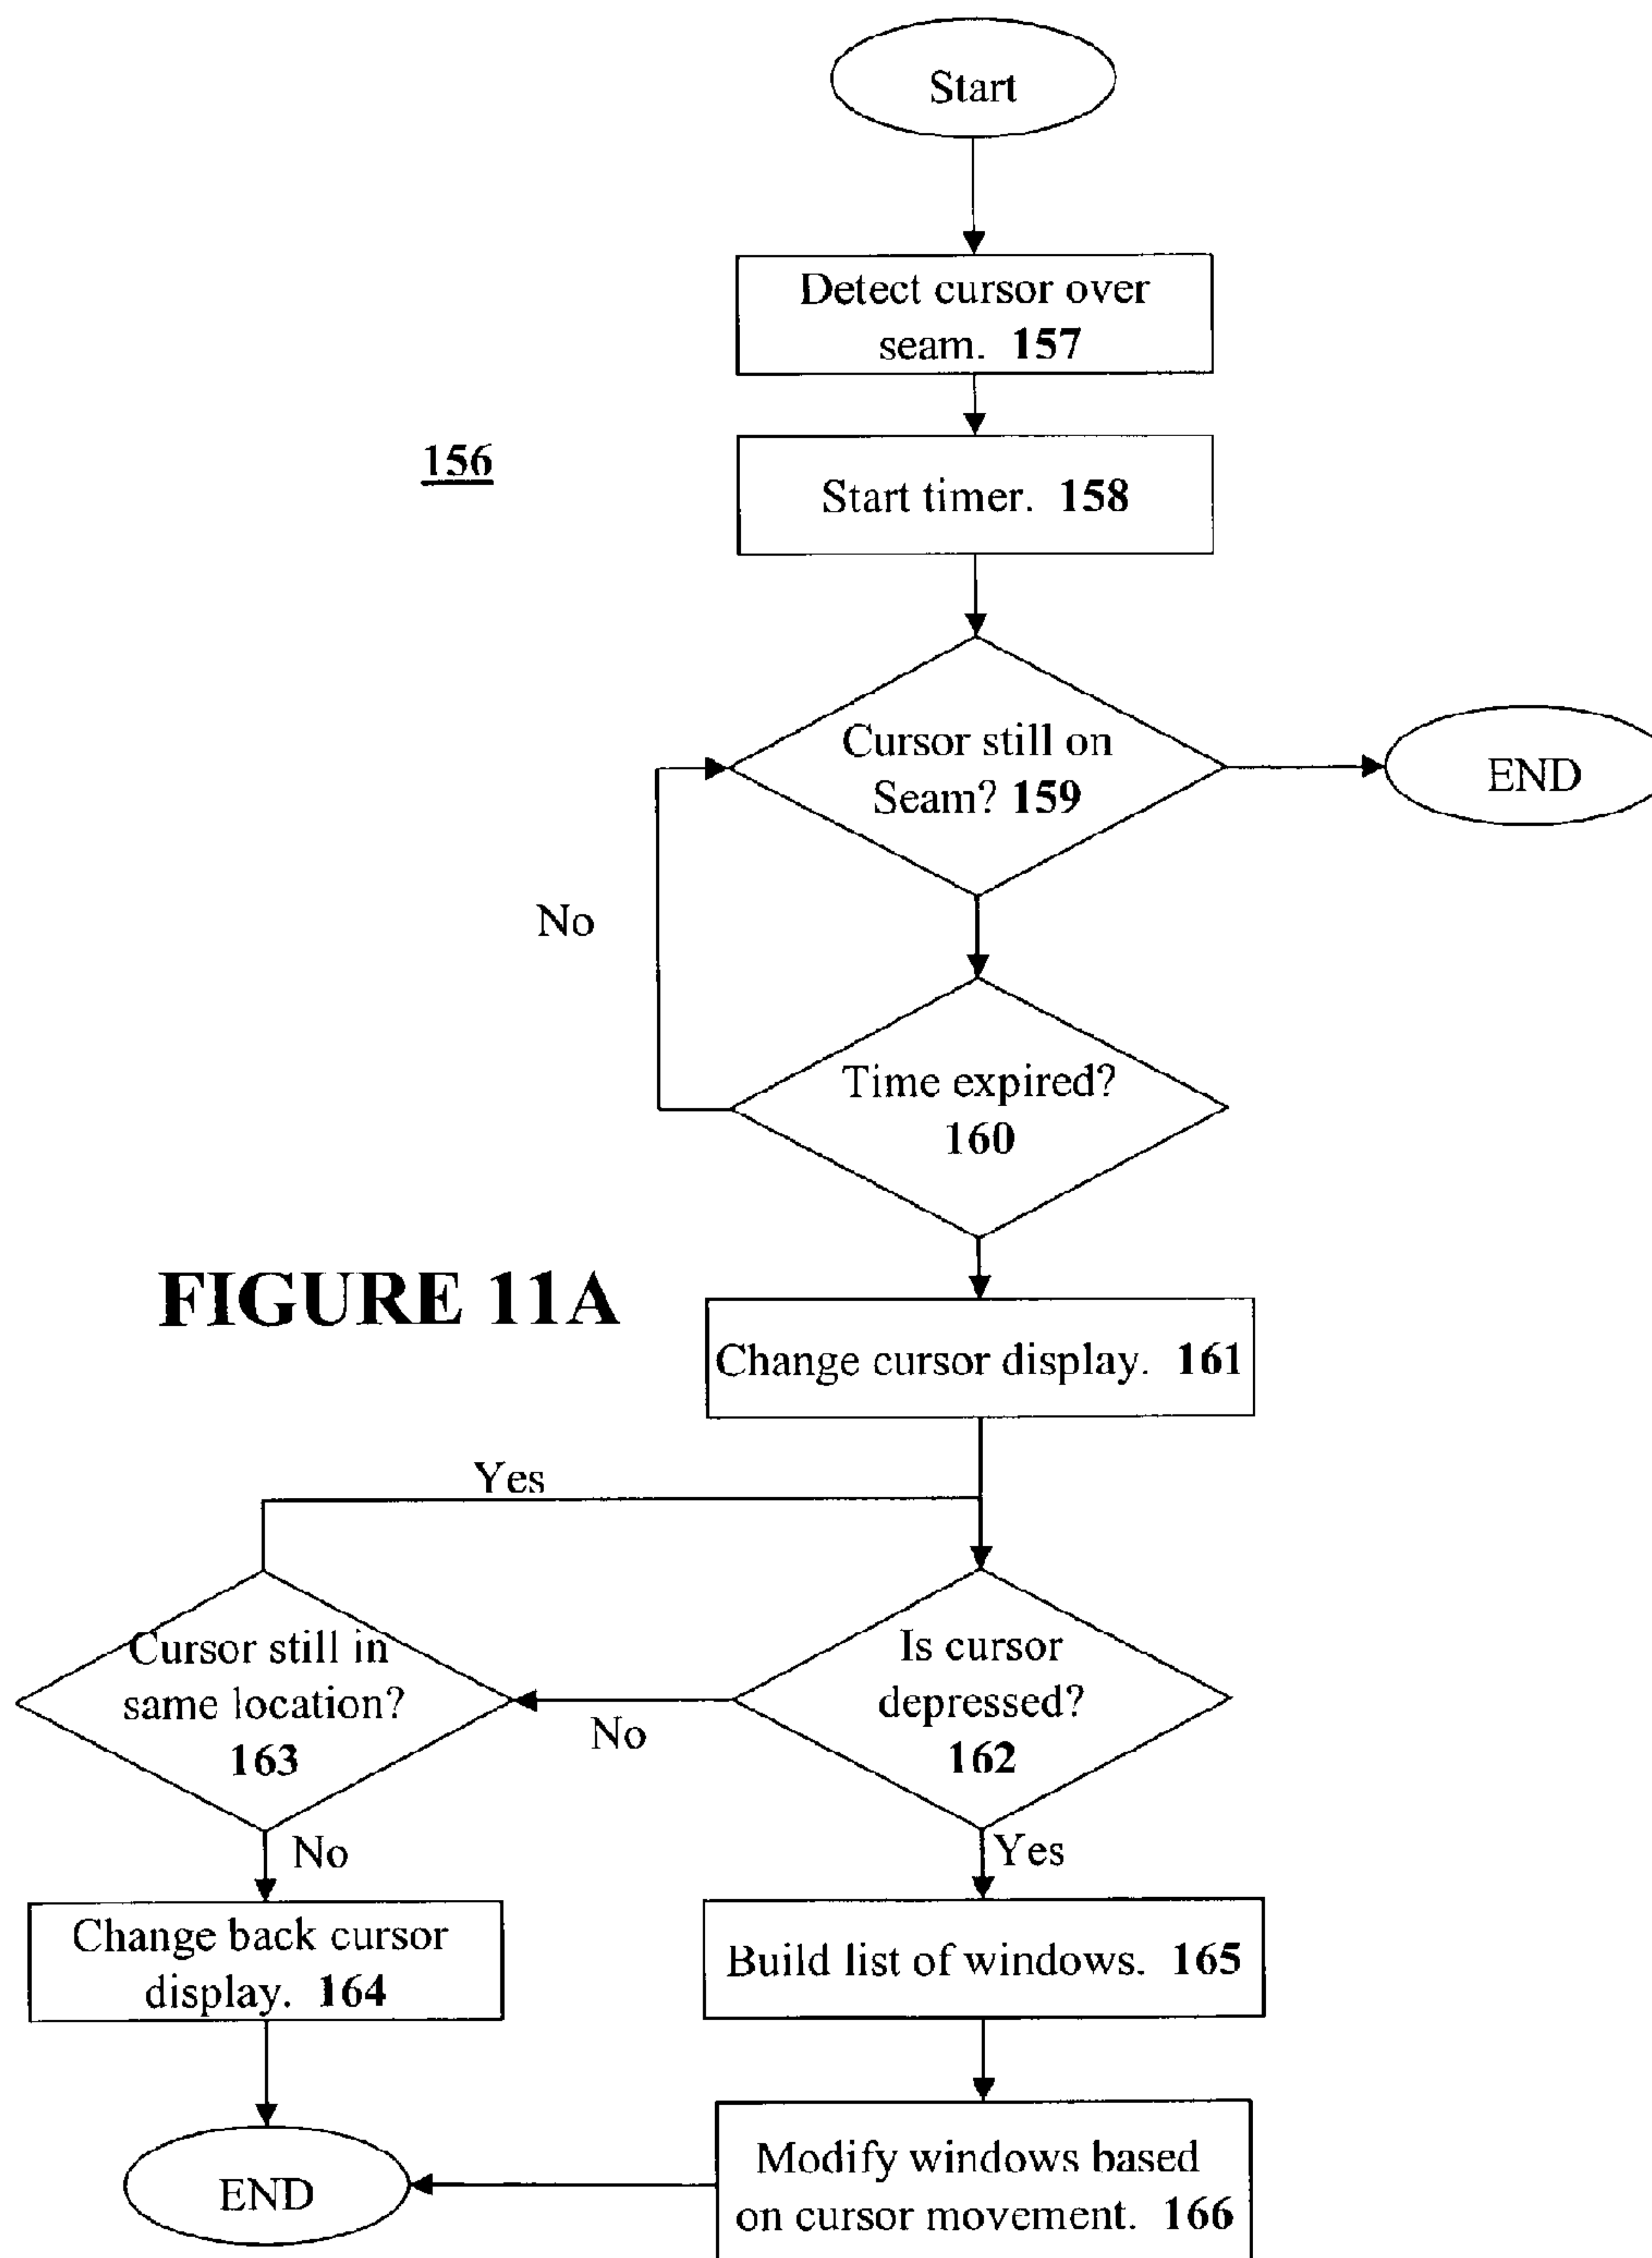 Start
Detect cursor over
seam. 157
156
Start timer. 158
Cursor still on
Seam? 159
END
No
Time expired?
160
FIGURE 11A
Change cursor display. 161
Yes
Cursor still in
same location?
163
No
Is cursor
depressed?
162
No
Yes
Change back cursor
display. 164
Build list of windows. 165
END
Modify windows based
on cursor movement. 166